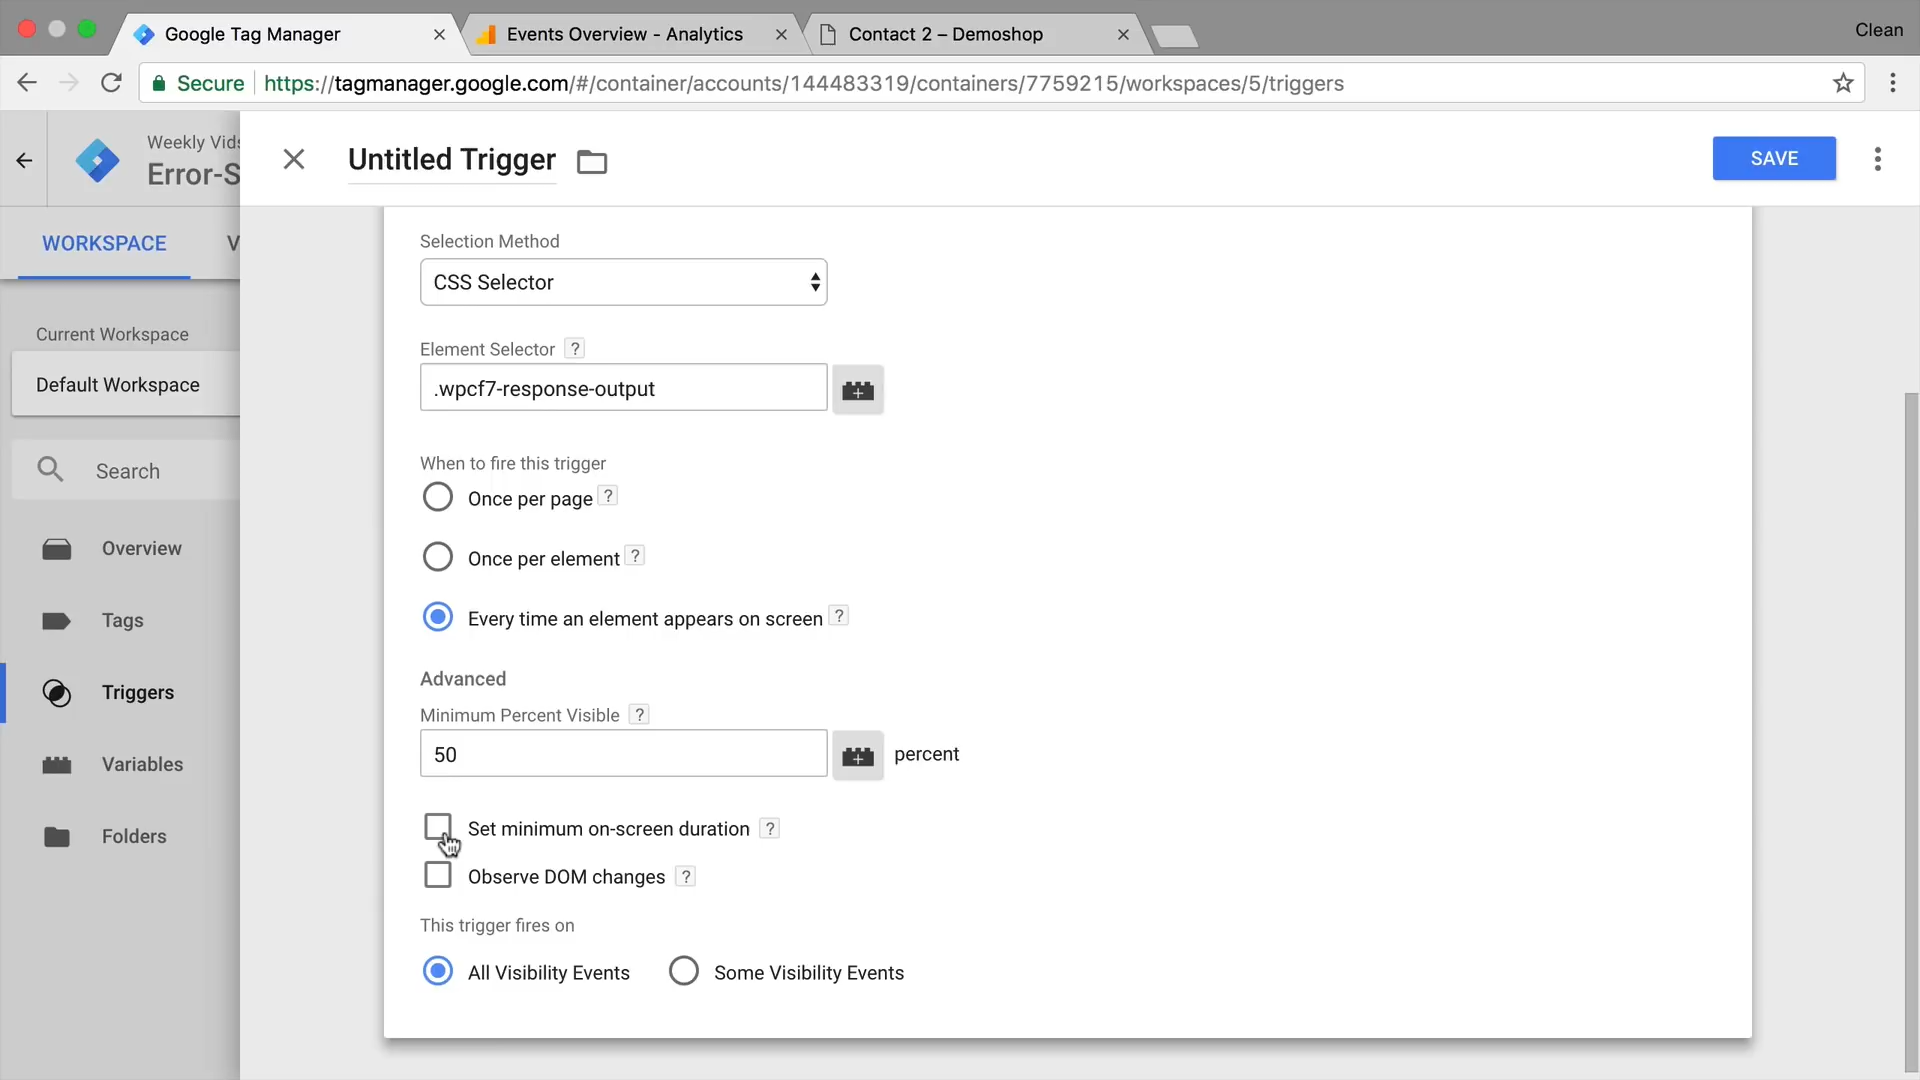 Google Tag Manager
Events Overview - Analytics
Contact 2 – Demoshop
Clean
Secure
https://tagmanager.google.com/#/container/accounts/144483319/containers/7759215/workspaces/5/triggers
Weekly Vids
Error-S
Untitled Trigger
SAVE
WORKSPACE
V
Selection Method
CSS Selector
Element Selector ?
.wpcf7-response-output
Current Workspace
Default Workspace
Search
Overview
Tags
Triggers
Variables
Folders
When to fire this trigger
Once per page ?
Once per element ?
Every time an element appears on screen ?
Advanced
Minimum Percent Visible ?
50
percent
Set minimum on-screen duration ?
Observe DOM changes ?
This trigger fires on
All Visibility Events
Some Visibility Events